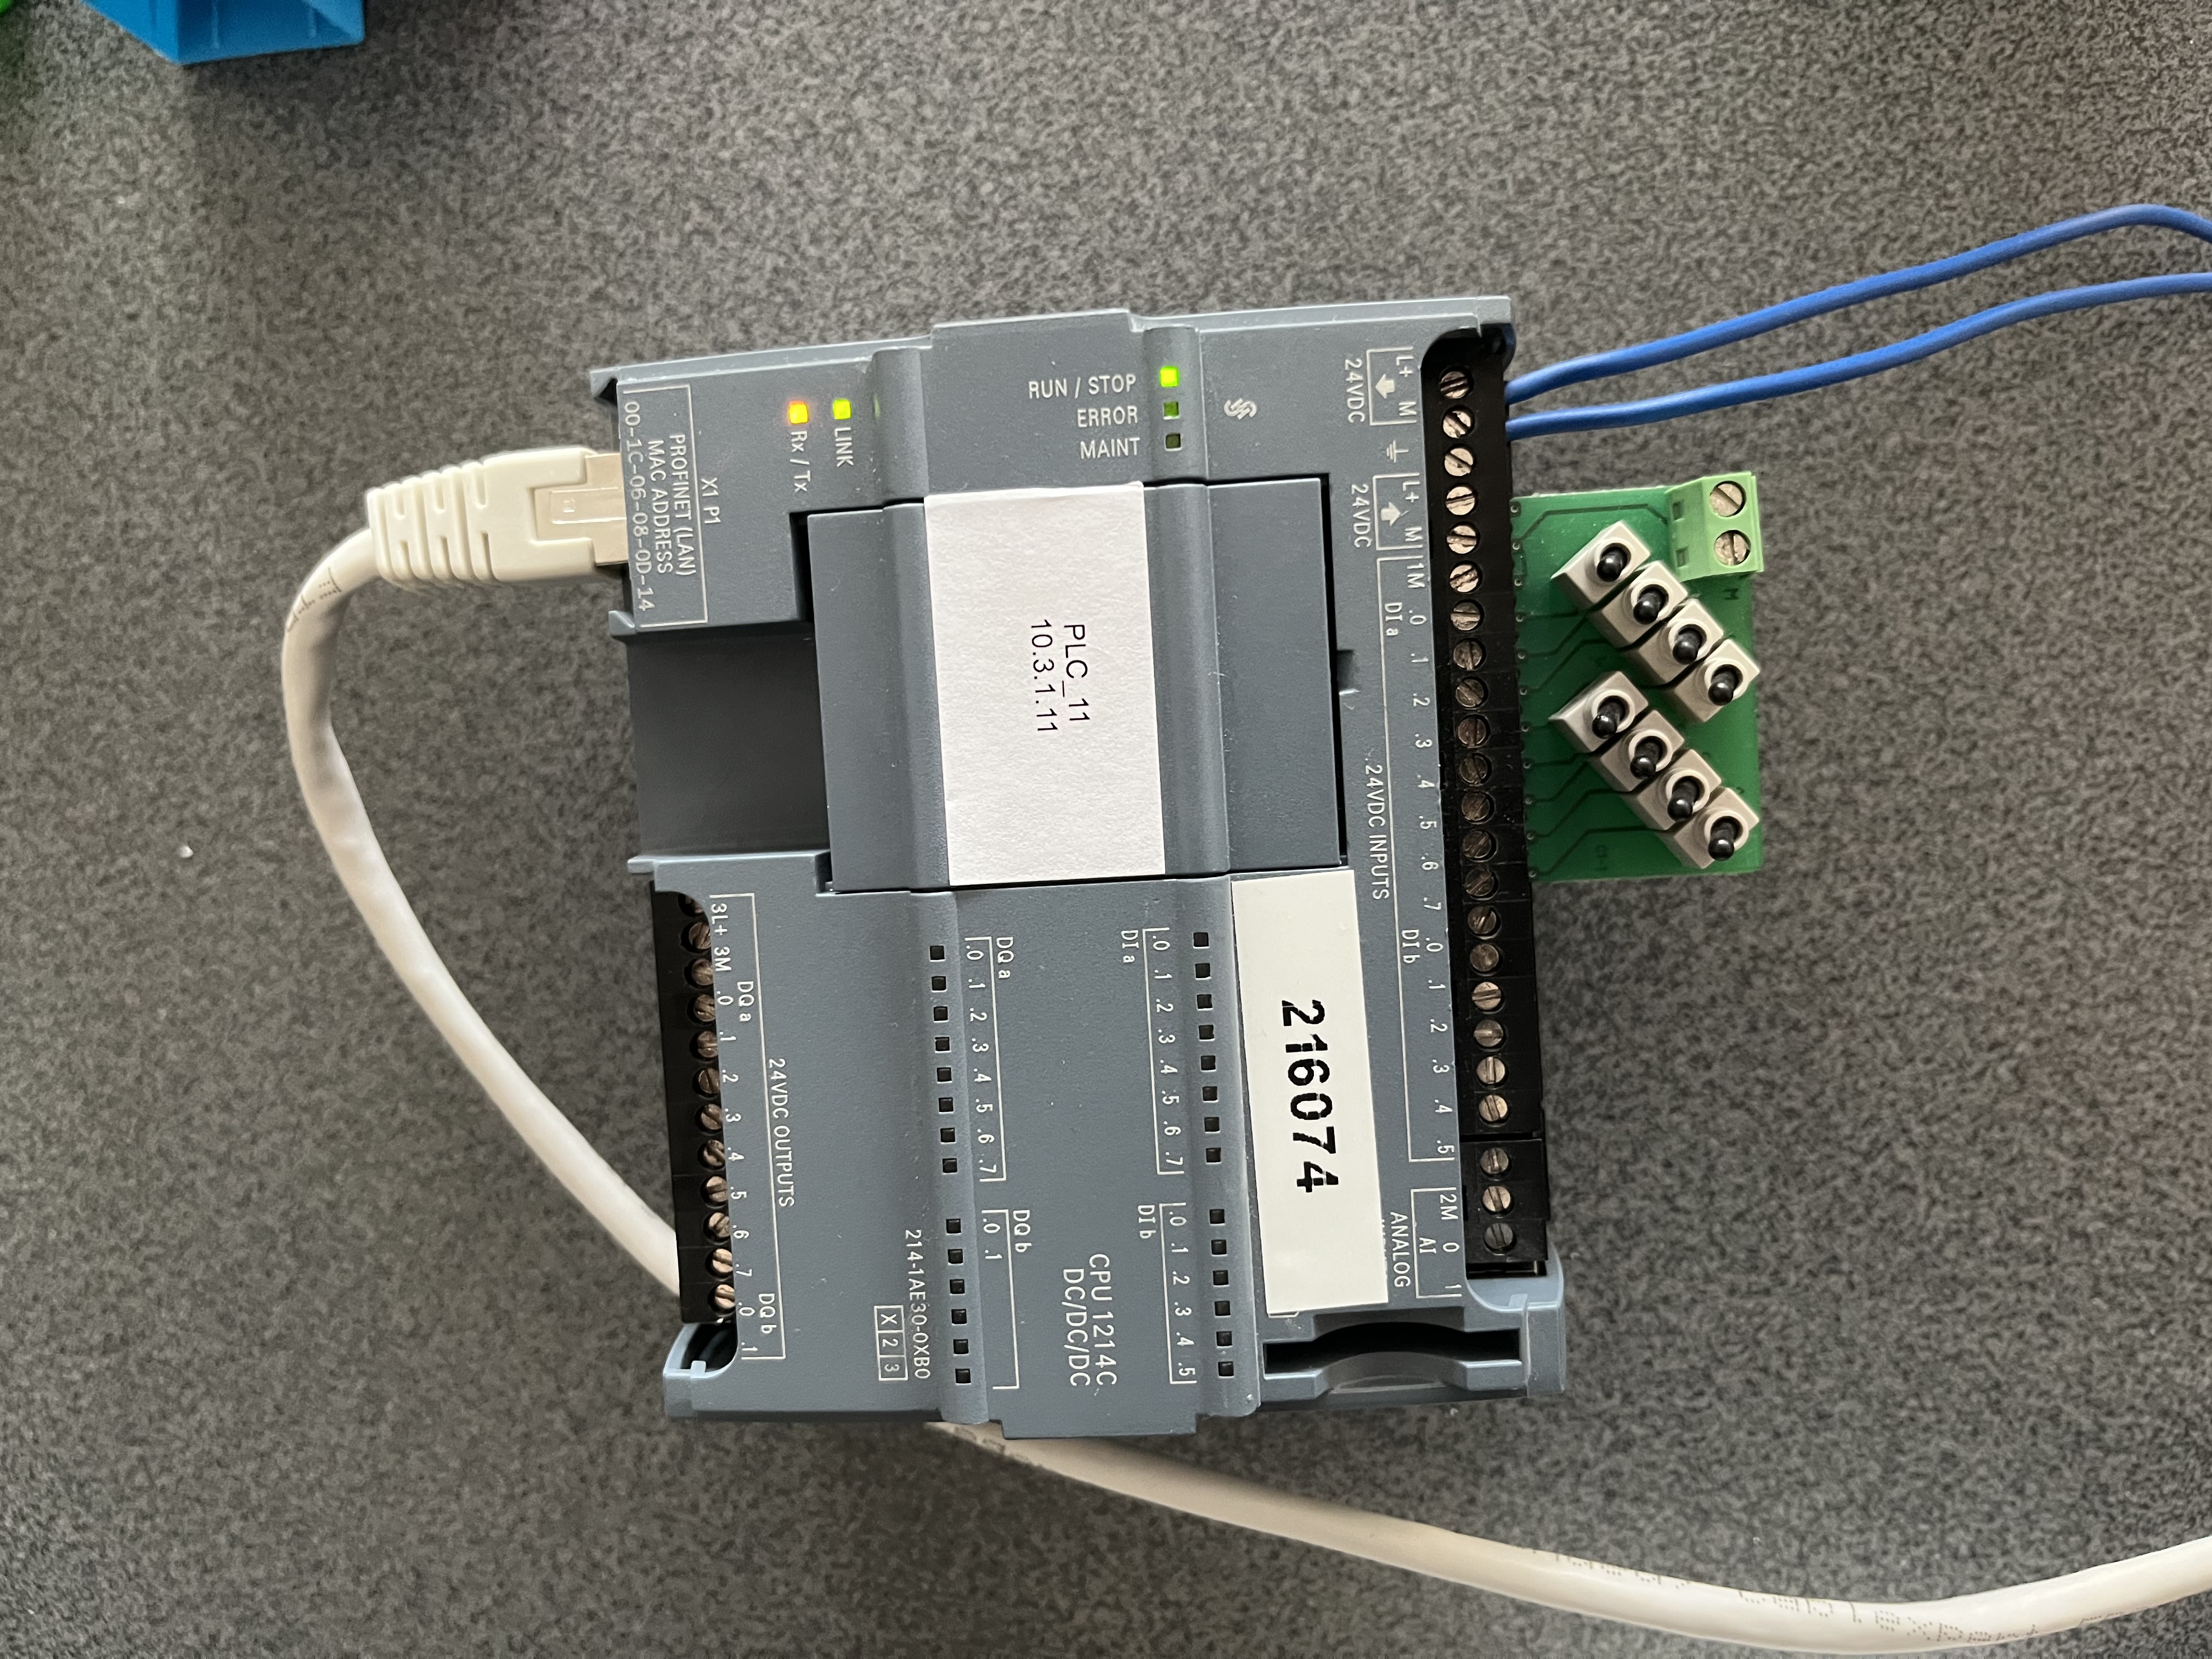 24VDC
L+ M
24VDC
L+ M
24VDC INPUTS
1M .0 .1 .2 .3 .4 .5 .6 .7 .0 .1 .2 .3 .4 .5
DI a
DI b
ANALOG
AI
2M 0 1
216074
RUN / STOP
ERROR
MAINT
DI a
.0 .1 .2 .3 .4 .5 .6 .7
DI b
.0 .1 .2 .3 .4 .5
PLC_11
10.3.1.11
CPU 1214C
DC/DC/DC
DQ a
.0 .1 .2 .3 .4 .5 .6 .7
DQ b
.0 .1
214-1AE30-0XB0
X 2 3
LINK
Rx / Tx
X1 P1
PROFINET (LAN)
MAC ADDRESS
00-1C-06-08-0D-14
24VDC OUTPUTS
DQ a
DQ b
3L+ 3M .0 .1 .2 .3 .4 .5 .6 .7 .0 .1